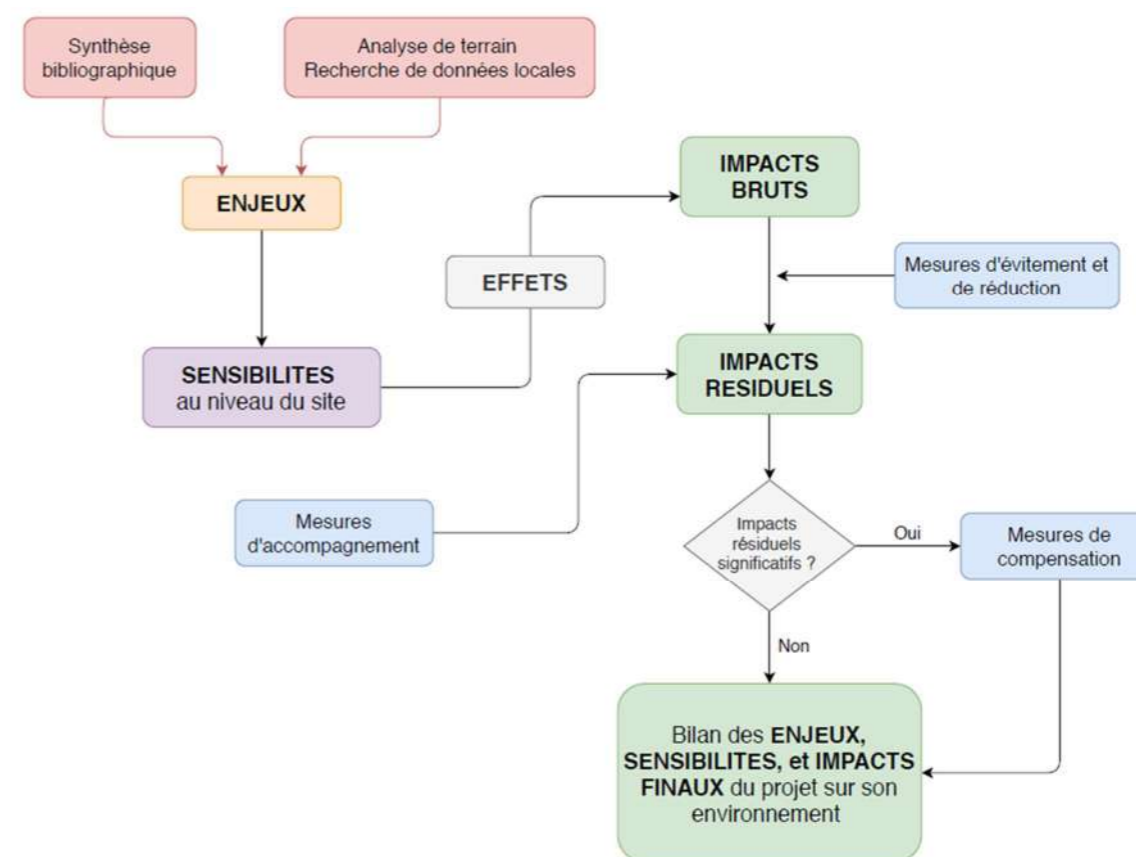 Synthèse
bibliographique
Analyse de terrain
Recherche de données locales
ENJEUX
IMPACTS
BRUTS
EFFETS
Mesures d'évitement et
de réduction
SENSIBILITES
au niveau du site
IMPACTS
RESIDUELS
Mesures
d'accompagnement
Impacts
résiduels
significatifs ?
Oui
Mesures de
compensation
Non
Bilan des ENJEUX,
SENSIBILITES, et IMPACTS
FINAUX du projet sur son
environnement